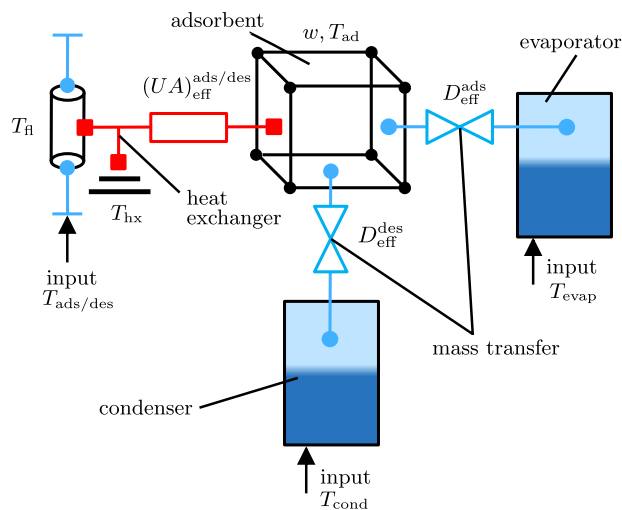 adsorbent
w, T_ad
evaporator
(UA)_eff^ads/des
D_eff^ads
T_fl
heat
exchanger
T_hx
D_eff^des
input
T_ads/des
input
T_evap
mass transfer
condenser
input
T_cond